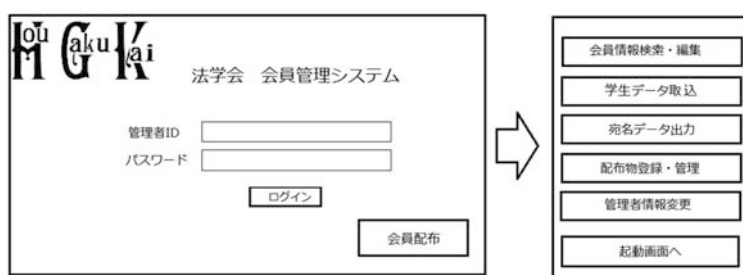 Hou Gaku Kai
法学会 会員管理システム
管理者ID
パスワード
ログイン
会員配布
会員情報検索・編集
学生データ取込
宛名データ出力
配布物登録・管理
管理者情報変更
起動画面へ